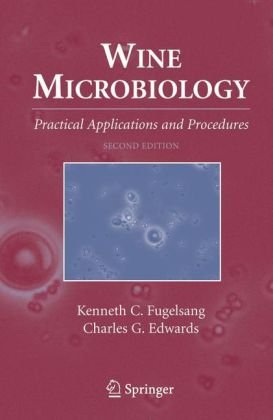 WINE
MICROBIOLOGY
Practical Applications and Procedures
SECOND EDITION
Kenneth C. Fugelsang
Charles G. Edwards
Springer